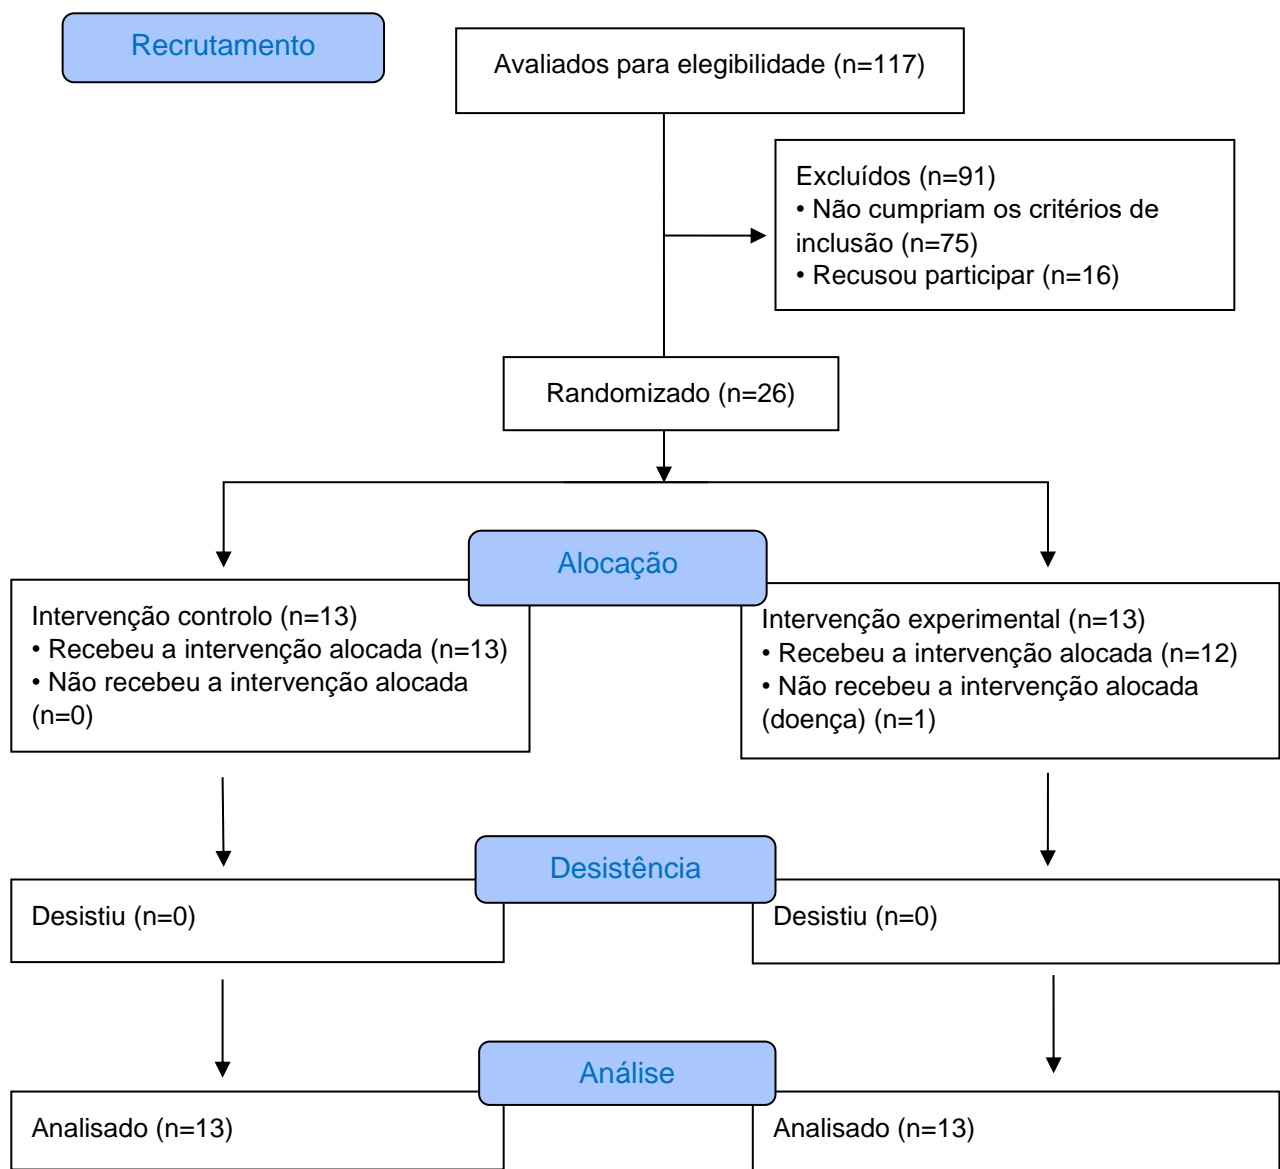 Recrutamento
Avaliados para elegibilidade (n=117)
Excluídos (n=91)
• Não cumpriam os critérios de
inclusão (n=75)
• Recusou participar (n=16)
Randomizado (n=26)
Alocação
Intervenção controlo (n=13)
• Recebeu a intervenção alocada (n=13)
• Não recebeu a intervenção alocada
(n=0)
Intervenção experimental (n=13)
• Recebeu a intervenção alocada (n=12)
• Não recebeu a intervenção alocada
(doença) (n=1)
Desistência
Desistiu (n=0)
Desistiu (n=0)
Análise
Analisado (n=13)
Analisado (n=13)